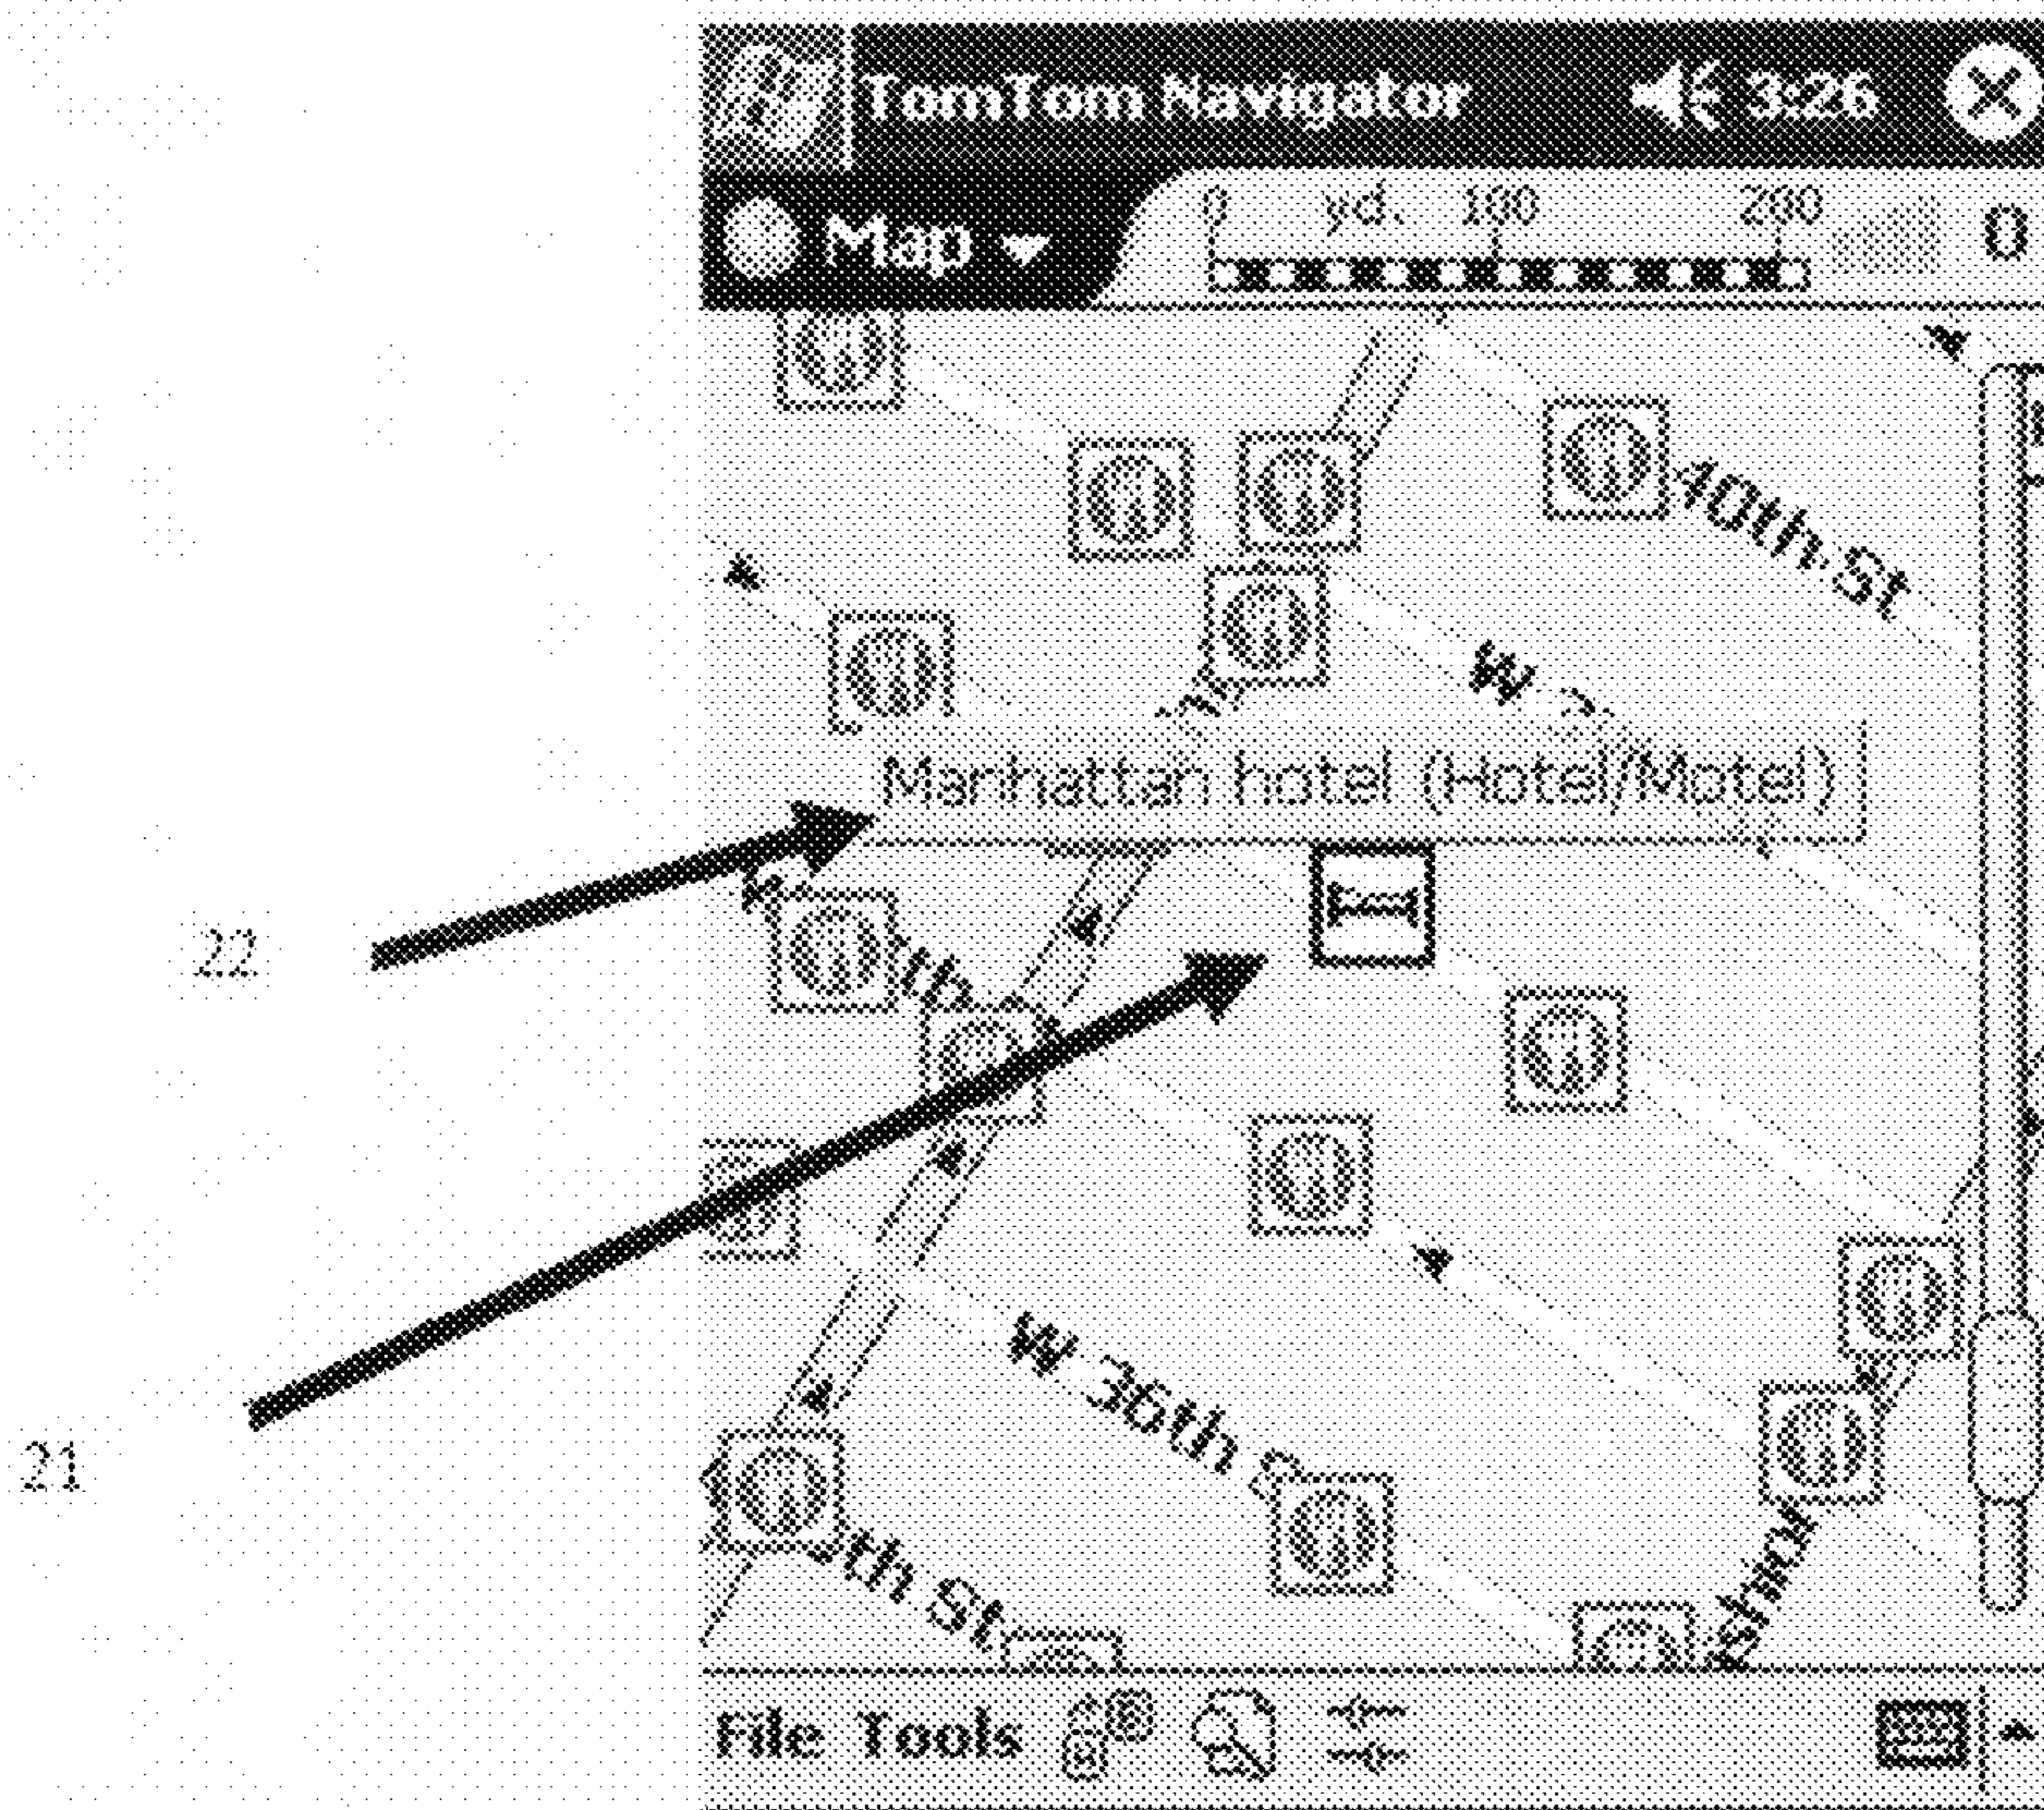 TomTom Navigator 3:26
Map 0 yd. 100 200 0
40th St
W
Manhattan hotel (Hotel/Motel)
22
th
W 36th
21
th St
File Tools